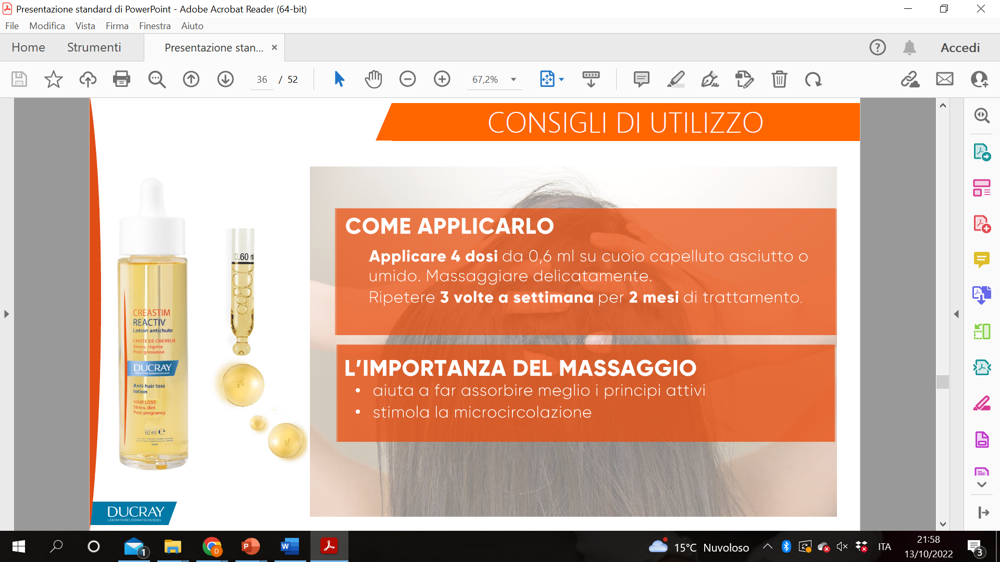 Presentazione standard di PowerPoint - Adobe Acrobat Reader (64-bit)
File Modifica Vista Firma Finestra Aiuto
Home Strumenti Presentazione stan... × Accedi
36 / 52 67,2%
CONSIGLI DI UTILIZZO
COME APPLICARLO
Applicare 4 dosi da 0,6 ml su cuoio capelluto asciutto o
umido. Massaggiare delicatamente.
Ripetere 3 volte a settimana per 2 mesi di trattamento.
L'IMPORTANZA DEL MASSAGGIO
• aiuta a far assorbire meglio i principi attivi
• stimola la microcircolazione
0.60 ml
CREASTIM
REACTIV
Lotion antichute
CHUTE DE CHEVEUX
Stress, régime
Post-grossesse
DUCRAY
LABORATOIRES DERMATOLOGIQUES
Anti-hair loss
lotion
HAIR LOSS
Stress, diet
Post-pregnancy
60 ml e
PARIS
DUCRAY
LABORATOIRES DERMATOLOGIQUES
1
15°C Nuvoloso
ITA
21:58
13/10/2022
3